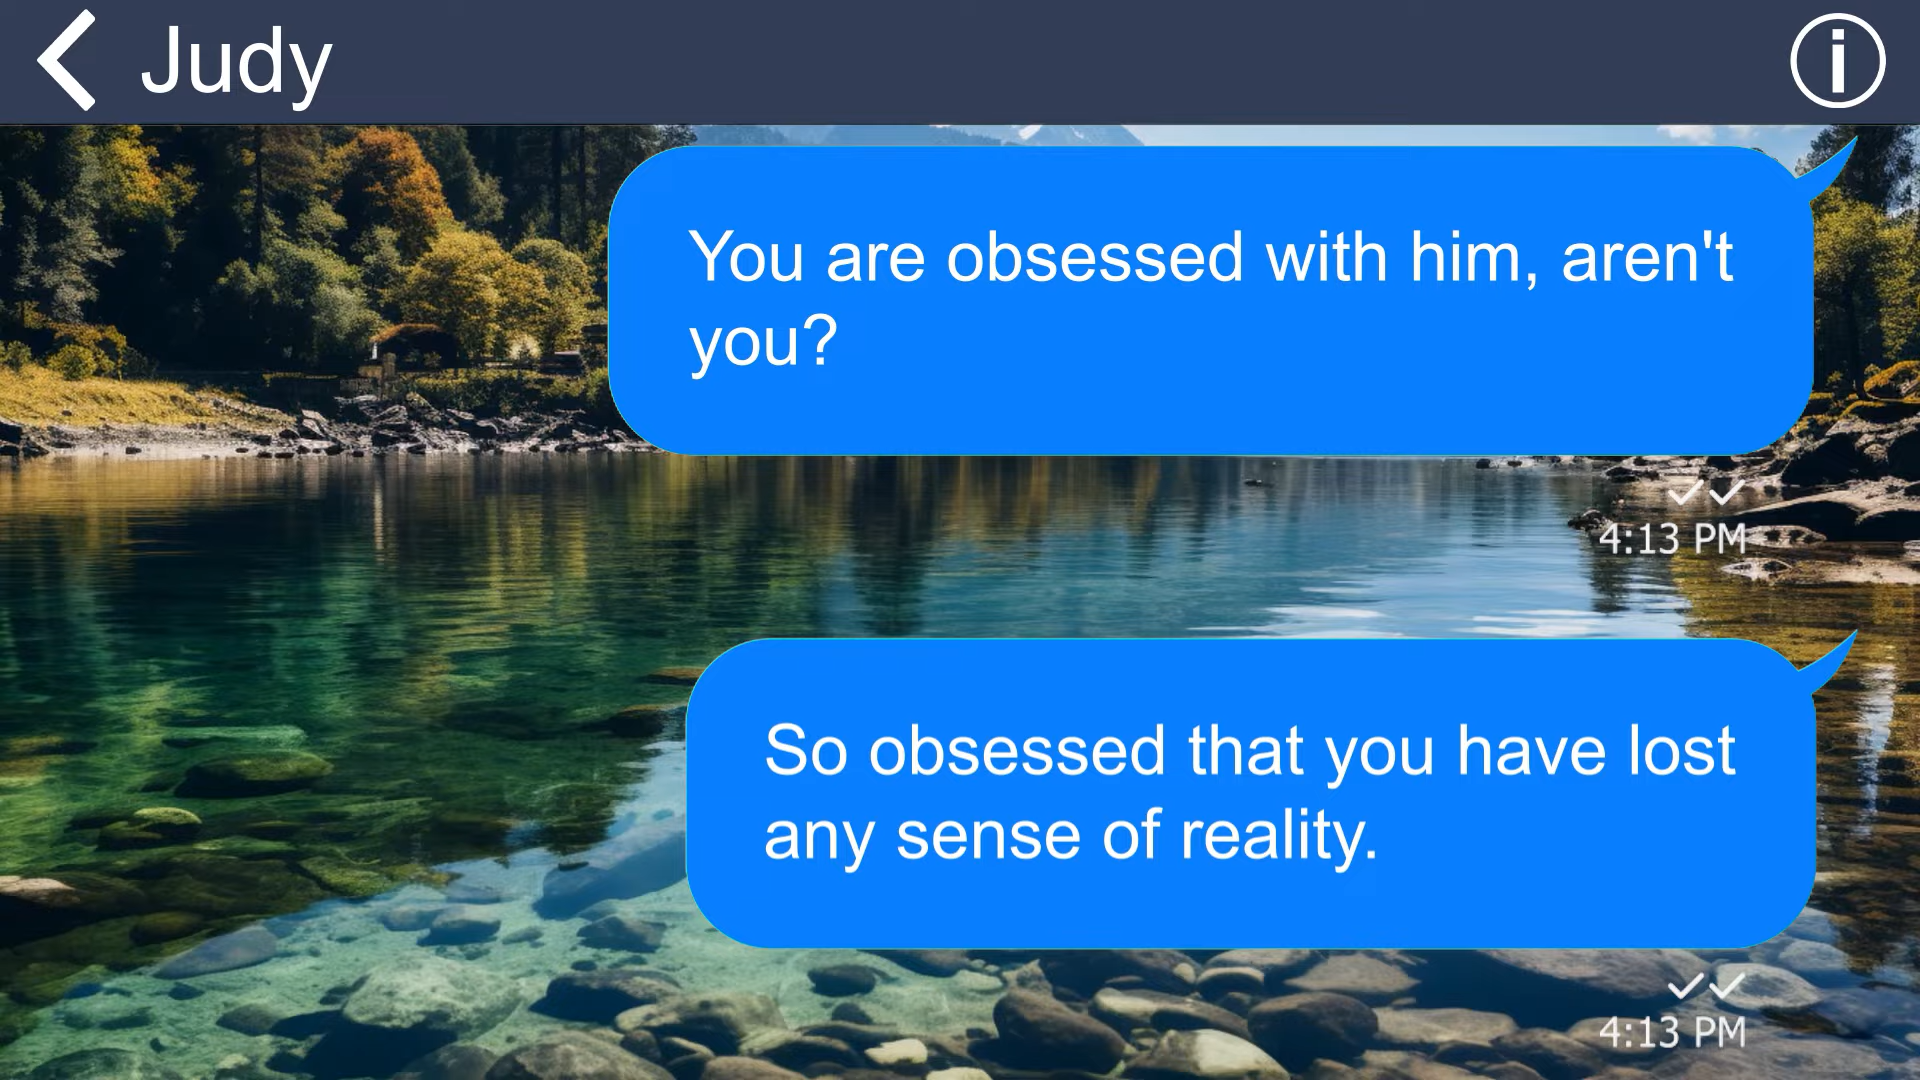 Judy
You are obsessed with him, aren't
you?
4:13 PM
So obsessed that you have lost
any sense of reality.
4:13 PM